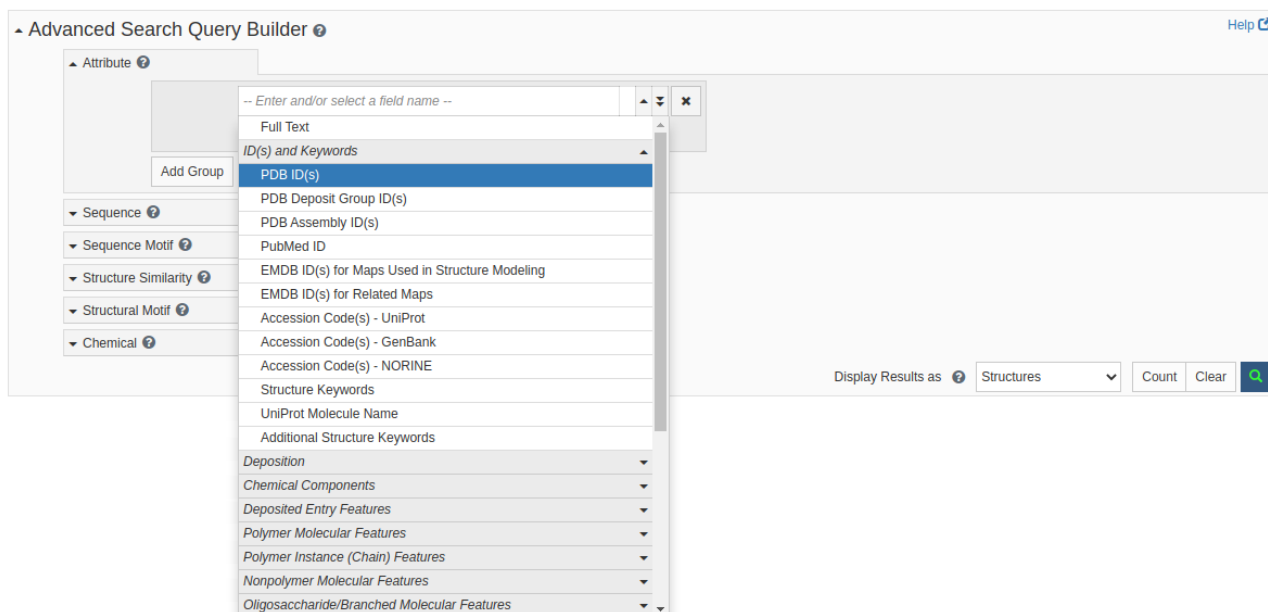 Advanced Search Query Builder
Help
Attribute
-- Enter and/or select a field name --
Full Text
ID(s) and Keywords
PDB ID(s)
Add Group
PDB Deposit Group ID(s)
Sequence
PDB Assembly ID(s)
Sequence Motif
PubMed ID
Structure Similarity
EMDB ID(s) for Maps Used in Structure Modeling
EMDB ID(s) for Related Maps
Structural Motif
Accession Code(s) - UniProt
Chemical
Accession Code(s) - GenBank
Accession Code(s) - NORINE
Display Results as Structures Count Clear
Structure Keywords
UniProt Molecule Name
Additional Structure Keywords
Deposition
Chemical Components
Deposited Entry Features
Polymer Molecular Features
Polymer Instance (Chain) Features
Nonpolymer Molecular Features
Oligosaccharide/Branched Molecular Features